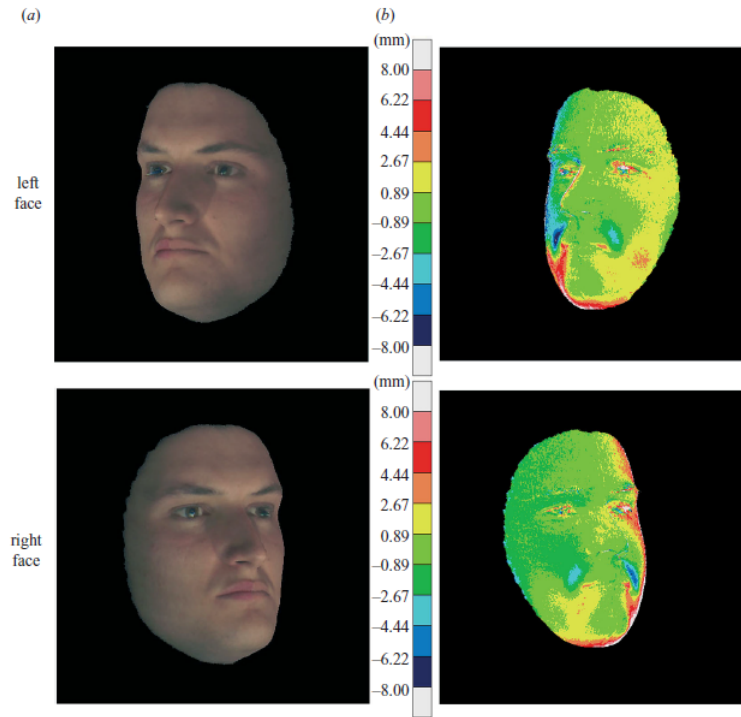 (a)
(b)
(mm)
8.00
6.22
4.44
2.67
0.89
–0.89
–2.67
–4.44
–6.22
–8.00
left
face
(mm)
8.00
6.22
4.44
2.67
0.89
–0.89
–2.67
–4.44
–6.22
–8.00
right
face